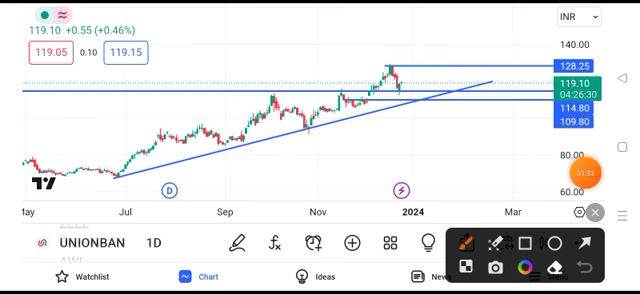 INR
119.10 +0.55 (+0.46%)
119.05 0.10 119.15
140.00
128.25
119.10
04:26:30
114.80
109.80
80.00
60.00
01:32
D
May Jul Sep Nov 2024 Mar
UNIONBAN 1D
Watchlist Chart Ideas News